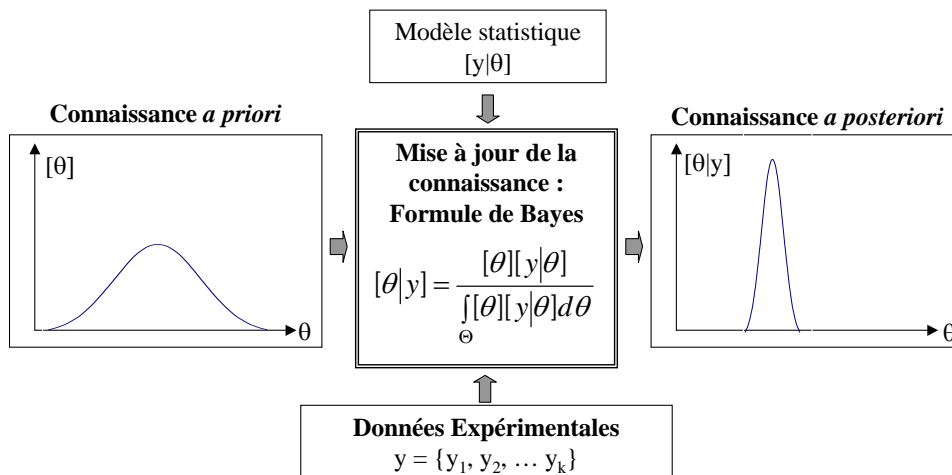 Modèle statistique
[y|θ]
Connaissance a priori
[θ]
θ
Mise à jour de la
connaissance :
Formule de Bayes
[θ|y] = [θ][y|θ] / ∫Θ [θ][y|θ]dθ
Connaissance a posteriori
[θ|y]
θ
Données Expérimentales
y = {y1, y2, … yk}